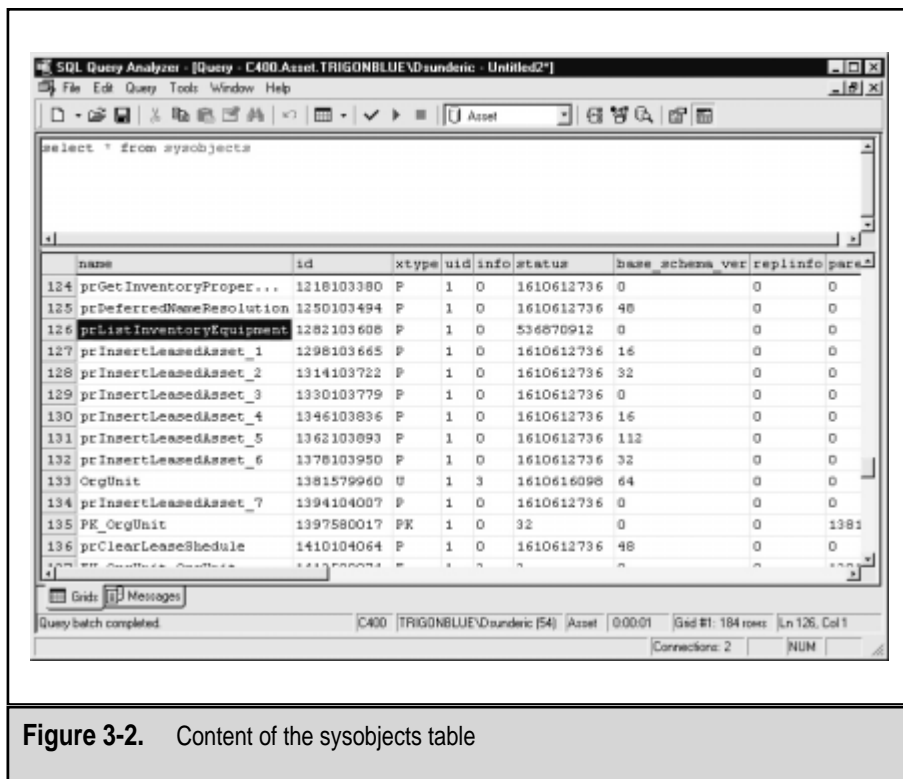 SQL Query Analyzer - [Query - C400.Asset.TRIGONBLUE\Dsunderic - Untitled2*]
File Edit Query Tools Window Help
Asset
select * from sysobjects
name id xtype uid info status base_schema_ver replinfo pare
124 prGetInventoryProper... 1218103380 P 1 0 1610612736 0 0 0
125 prDeferredNameResolution 1250103494 P 1 0 1610612736 48 0 0
126 prListInventoryEquipment 1282103608 P 1 0 536870912 0 0 0
127 prInsertLeasedAsset_1 1298103665 P 1 0 1610612736 16 0 0
128 prInsertLeasedAsset_2 1314103722 P 1 0 1610612736 32 0 0
129 prInsertLeasedAsset_3 1330103779 P 1 0 1610612736 0 0 0
130 prInsertLeasedAsset_4 1346103836 P 1 0 1610612736 16 0 0
131 prInsertLeasedAsset_5 1362103893 P 1 0 1610612736 112 0 0
132 prInsertLeasedAsset_6 1378103950 P 1 0 1610612736 32 0 0
133 OrgUnit 1381579960 U 1 3 1610616098 64 0 0
134 prInsertLeasedAsset_7 1394104007 P 1 0 1610612736 0 0 0
135 PK_OrgUnit 1397580017 PK 1 0 32 0 0 1381
136 prClearLeaseShedule 1410104064 P 1 0 1610612736 48 0 0
Grids Messages
Query batch completed. C400 TRIGONBLUE\Dsunderic (54) Asset 0:00:01 Grid #1: 184 rows Ln 126, Col 1
Connections: 2 NUM
Figure 3-2. Content of the sysobjects table